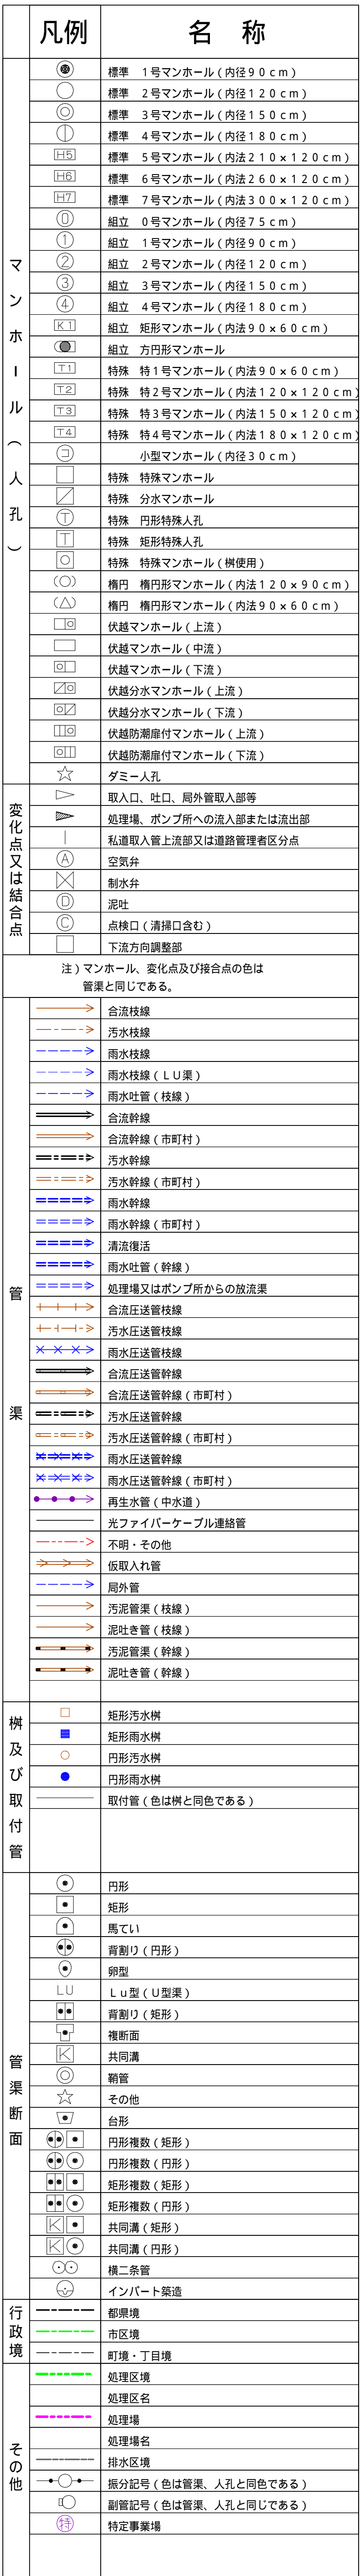 凡例 名 称
マンホール(人孔)
標準 1号マンホール(内径90cm)
標準 2号マンホール(内径120cm)
標準 3号マンホール(内径150cm)
標準 4号マンホール(内径180cm)
H5 標準 5号マンホール(内法210×120cm)
H6 標準 6号マンホール(内法260×120cm)
H7 標準 7号マンホール(内法300×120cm)
0 組立 0号マンホール(内径75cm)
1 組立 1号マンホール(内径90cm)
2 組立 2号マンホール(内径120cm)
3 組立 3号マンホール(内径150cm)
4 組立 4号マンホール(内径180cm)
K1 組立 矩形マンホール(内法90×60cm)
組立 方円形マンホール
T1 特殊 特1号マンホール(内法90×60cm)
T2 特殊 特2号マンホール(内法120×120cm)
T3 特殊 特3号マンホール(内法150×120cm)
T4 特殊 特4号マンホール(内法180×120cm)
コ 小型マンホール(内径30cm)
特殊 特殊マンホール
特殊 分水マンホール
T 特殊 円形特殊人孔
T 特殊 矩形特殊人孔
特殊 特殊マンホール(桝使用)
楕円 楕円形マンホール(内法120×90cm)
楕円 楕円形マンホール(内法90×60cm)
伏越マンホール(上流)
伏越マンホール(中流)
伏越マンホール(下流)
伏越分水マンホール(上流)
伏越分水マンホール(下流)
伏越防潮扉付マンホール(上流)
伏越防潮扉付マンホール(下流)
ダミー人孔
変化点又は結合点
取入口、吐口、局外管取入部等
処理場、ポンプ所への流入部または流出部
私道取入管上流部又は道路管理者区分点
A 空気弁
制水弁
D 泥吐
C 点検口(清掃口含む)
下流方向調整部
注)マンホール、変化点及び接合点の色は
管渠と同じである。
管渠
合流枝線
汚水枝線
雨水枝線
雨水枝線(LU渠)
雨水吐管(枝線)
合流幹線
合流幹線(市町村)
汚水幹線
汚水幹線(市町村)
雨水幹線
雨水幹線(市町村)
清流復活
雨水吐管(幹線)
処理場又はポンプ所からの放流渠
合流圧送管枝線
汚水圧送管枝線
雨水圧送管枝線
合流圧送管幹線
合流圧送管幹線(市町村)
汚水圧送管幹線
汚水圧送管幹線(市町村)
雨水圧送管幹線
雨水圧送管幹線(市町村)
再生水管(中水道)
光ファイバーケーブル連絡管
不明・その他
仮取入れ管
局外管
汚泥管渠(枝線)
泥吐き管(枝線)
汚泥管渠(幹線)
泥吐き管(幹線)
桝及び取付管
矩形汚水桝
矩形雨水桝
円形汚水桝
円形雨水桝
取付管(色は桝と同色である)
管渠断面
円形
矩形
馬てい
背割り(円形)
卵型
LU Lu型(U型渠)
背割り(矩形)
複断面
K 共同溝
鞘管
その他
台形
円形複数(矩形)
円形複数(円形)
矩形複数(矩形)
矩形複数(円形)
K 共同溝(矩形)
K 共同溝(円形)
横二条管
インバート築造
行政境
都県境
市区境
町境・丁目境
その他
処理区境
処理区名
処理場
処理場名
排水区境
振分記号(色は管渠、人孔と同色である)
副管記号(色は管渠、人孔と同じである)
特 特定事業場